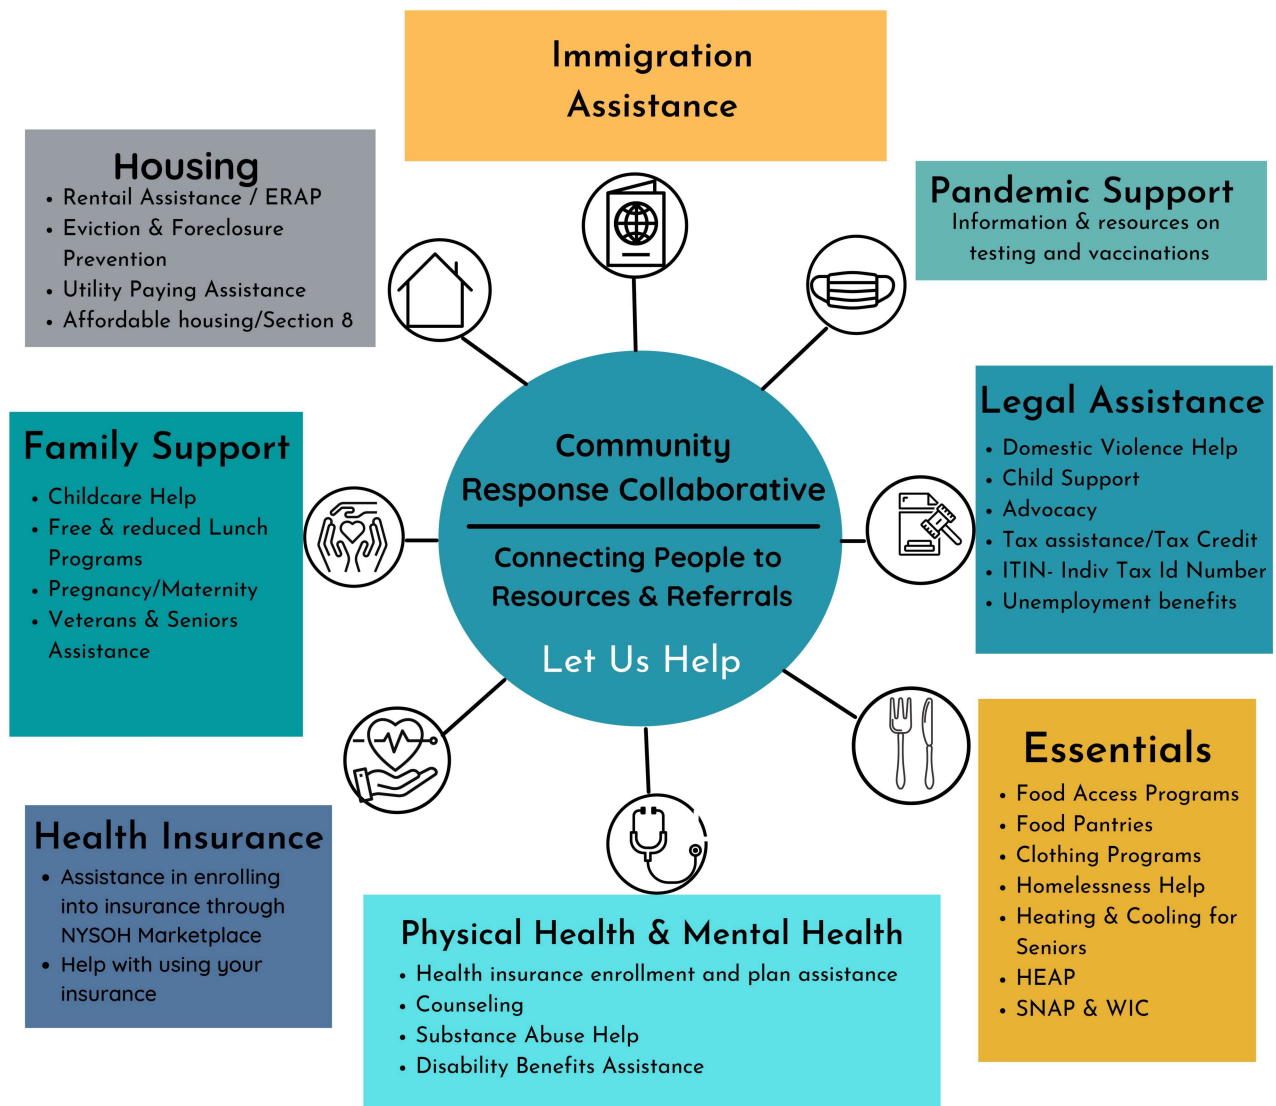 Immigration
Assistance
Housing
• Rentail Assistance / ERAP
• Eviction & Foreclosure
Prevention
• Utility Paying Assistance
• Affordable housing/Section 8
Pandemic Support
Information & resources on
testing and vaccinations
Family Support
• Childcare Help
• Free & reduced Lunch
Programs
• Pregnancy/Maternity
• Veterans & Seniors
Assistance
Community
Response Collaborative
Connecting People to
Resources & Referrals
Let Us Help
Legal Assistance
• Domestic Violence Help
• Child Support
• Advocacy
• Tax assistance/Tax Credit
• ITIN- Indiv Tax Id Number
• Unemployment benefits
Health Insurance
• Assistance in enrolling
into insurance through
NYSOH Marketplace
• Help with using your
insurance
Physical Health & Mental Health
• Health insurance enrollment and plan assistance
• Counseling
• Substance Abuse Help
• Disability Benefits Assistance
Essentials
• Food Access Programs
• Food Pantries
• Clothing Programs
• Homelessness Help
• Heating & Cooling for
Seniors
• HEAP
• SNAP & WIC